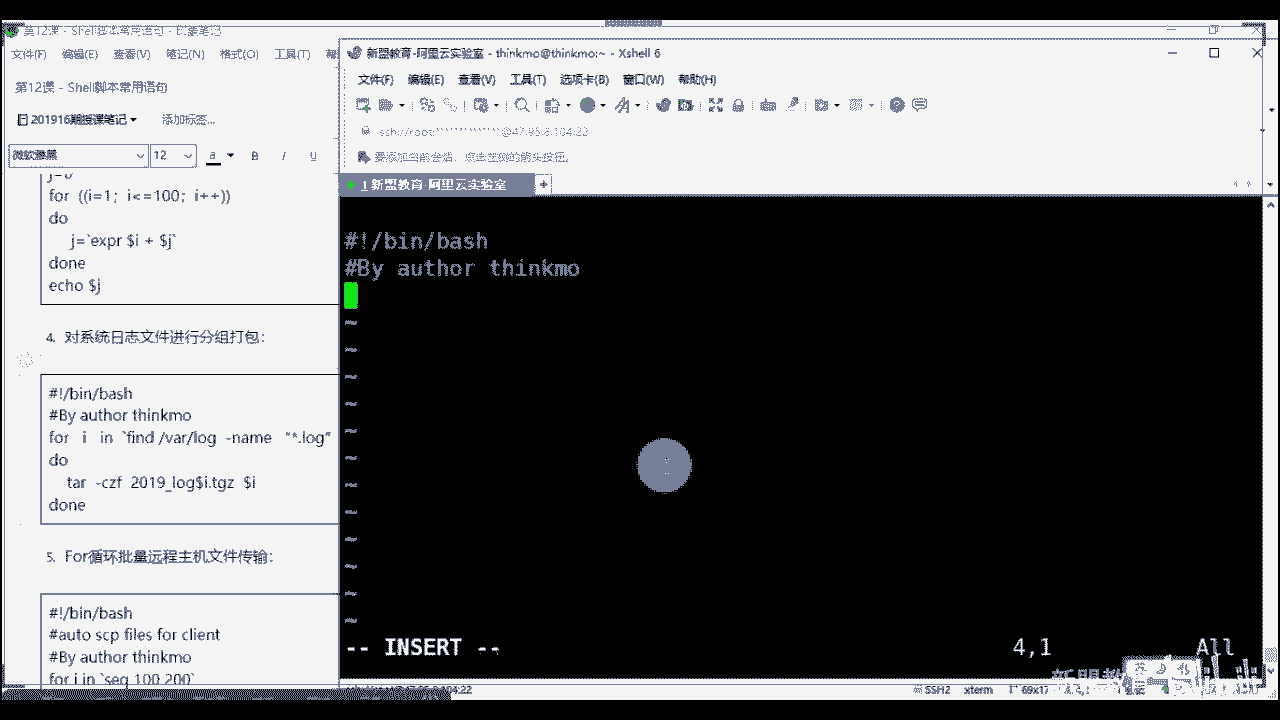 第12课 - Shell脚本常用语句 - 印象笔记
文件(F) 编辑(E) 查看(V) 笔记(N) 格式(O) 工具(T) 帮
第12课 - Shell脚本常用语句
201916期授课笔记 添加标签...
微软雅黑 12 a B I U
j=0
for ((i=1; i<=100; i++))
do
j=`expr $i + $j`
done
echo $j
4. 对系统日志文件进行分组打包：
#!/bin/bash
#By author thinkmo
for i in `find /var/log -name "*.log"
do
tar -czf 2019_log$i.tgz $i
done
5. For循环批量远程主机文件传输：
#!/bin/bash
#auto scp files for client
#By author thinkmo
for i in `seq 100 200`
新盟教育-阿里云实验室 - thinkmo@thinkmo:~ - Xshell 6
文件(F) 编辑(E) 查看(V) 工具(T) 选项卡(B) 窗口(W) 帮助(H)
要添加当前会话，点击左侧的箭头按钮。
1 新盟教育-阿里云实验室
#!/bin/bash
#By author thinkmo
~
~
~
~
~
~
~
~
~
~
~
~
-- INSERT -- 4,1 All
SSH2 xterm 69x17